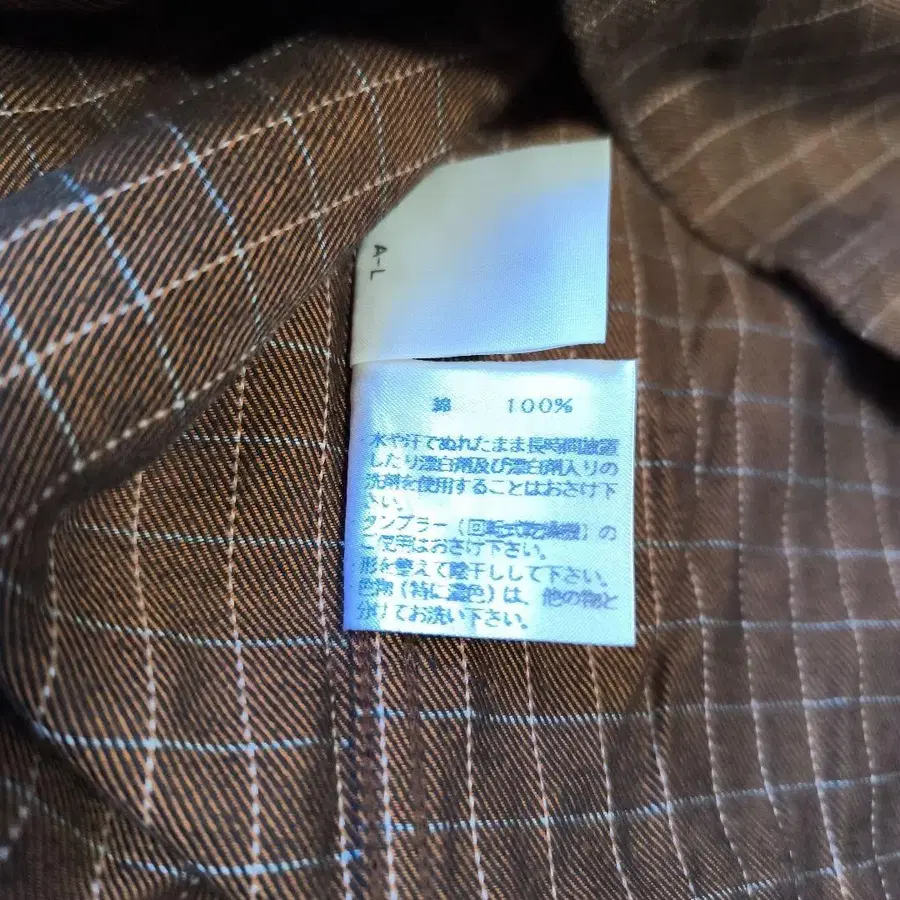 A-L
綿 100%
・水や汗でぬれたまま長時間放置
したり漂白剤及び漂白剤入りの
洗剤を使用することはおさけ下
さい。
・タンブラー(回転式乾燥機)の
ご使用はおさけ下さい。
・形を整えて陰干しして下さい。
・色物(特に濃色)は、他の物と
分けてお洗い下さい。